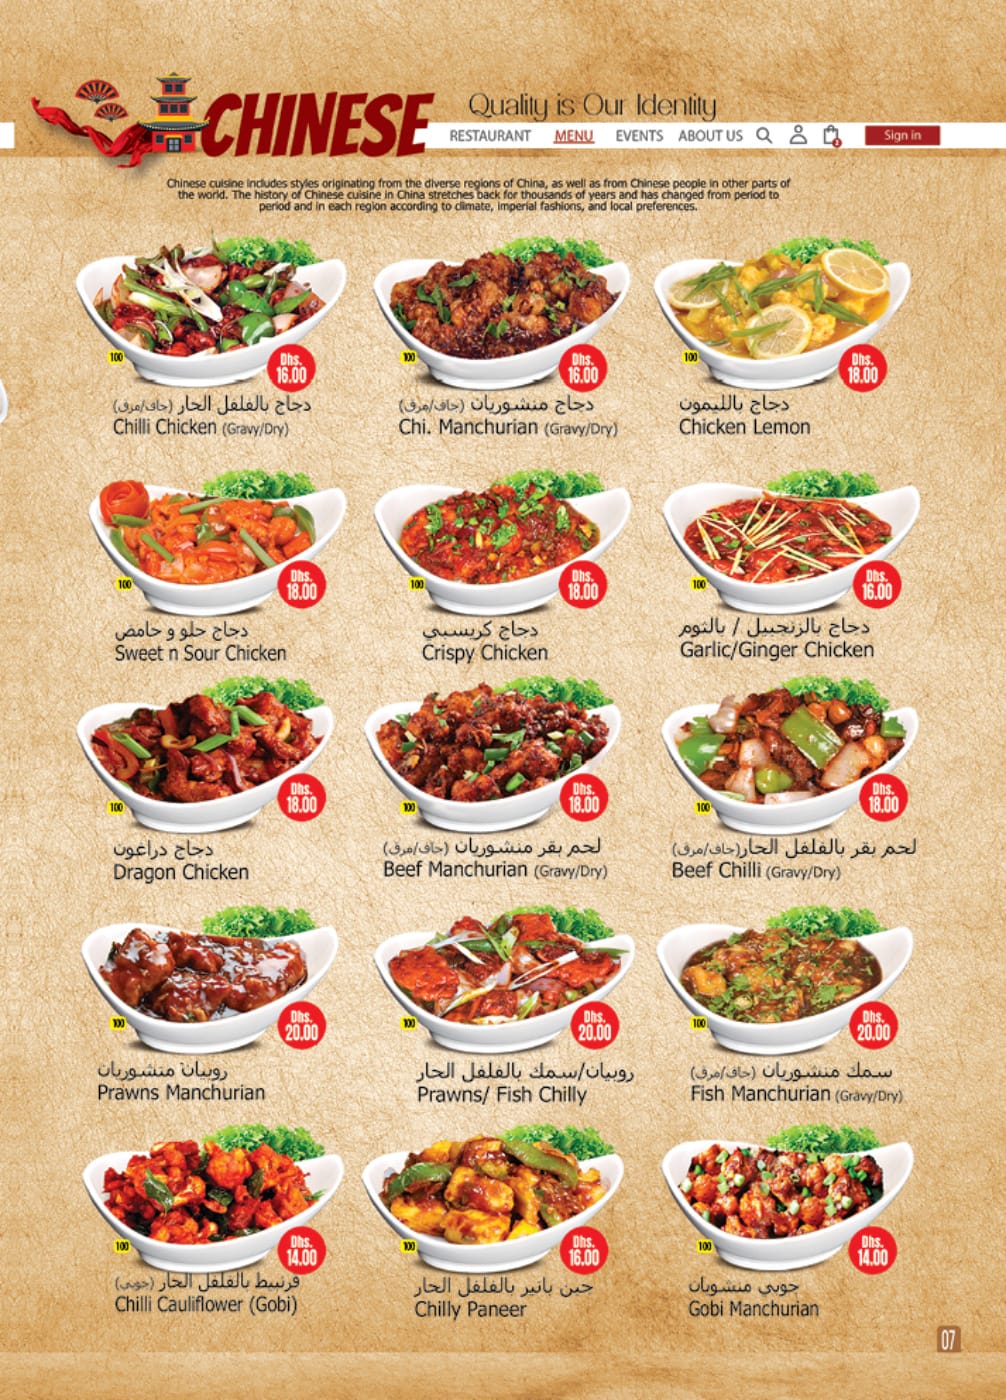 CHINESE
Quality is Our Identity
RESTAURANT MENU EVENTS ABOUT US 2 Sign in
Chinese cuisine includes styles originating from the diverse regions of China, as well as from Chinese people in other parts of
the world. The history of Chinese cuisine in China stretches back for thousands of years and has changed from period to
period and in each region according to climate, imperial fashions, and local preferences.
100
Dhs.
16.00
دجاج بالفلفل الحار (جاف/مرق)
Chilli Chicken (Gravy/Dry)
100
Dhs.
16.00
دجاج منشوريان (جاف/مرق)
Chi. Manchurian (Gravy/Dry)
100
Dhs.
18.00
دجاج بالليمون
Chicken Lemon
100
Dhs.
18.00
دجاج حلو و حامض
Sweet n Sour Chicken
100
Dhs.
18.00
دجاج كريسبي
Crispy Chicken
100
Dhs.
16.00
دجاج بالزنجبيل / بالثوم
Garlic/Ginger Chicken
100
Dhs.
18.00
دجاج دراغون
Dragon Chicken
100
Dhs.
18.00
لحم بقر منشوريان (جاف/مرق)
Beef Manchurian (Gravy/Dry)
100
Dhs.
18.00
لحم بقر بالفلفل الحار(جاف/مرق)
Beef Chilli (Gravy/Dry)
100
Dhs.
20.00
روبيان منشوريان
Prawns Manchurian
100
Dhs.
20.00
روبيان/سمك بالفلفل الحار
Prawns/ Fish Chilly
100
Dhs.
20.00
سمك منشوريان (جاف/مرق)
Fish Manchurian (Gravy/Dry)
100
Dhs.
14.00
قرنبيط بالفلفل الحار (جوبي)
Chilli Cauliflower (Gobi)
100
Dhs.
16.00
جبن بانير بالفلفل الحار
Chilly Paneer
100
Dhs.
14.00
جوبي منشوبان
Gobi Manchurian
07